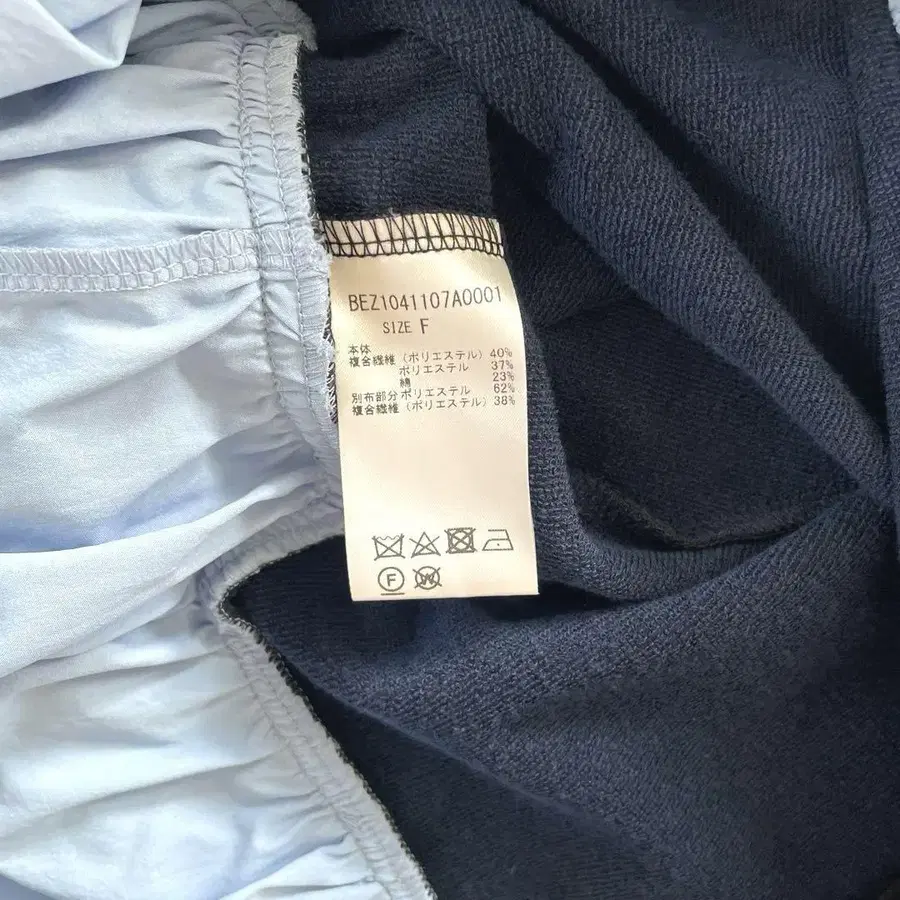 BEZ1041107A0001
SIZE F
本体
複合繊維(ポリエステル) 40%
ポリエステル 37%
綿 23%
別布部分ポリエステル 62%
複合繊維(ポリエステル) 38%
F W